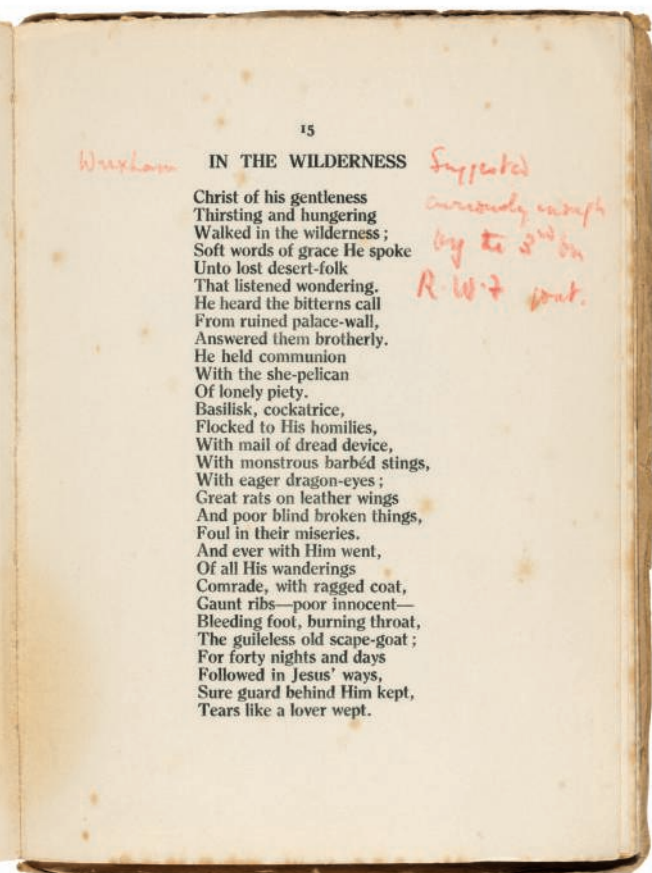 15
Wrexham IN THE WILDERNESS Suggested
curiously enough
by the 3rd Bn
R.W.F goat.
Christ of his gentleness
Thirsting and hungering
Walked in the wilderness ;
Soft words of grace He spoke
Unto lost desert-folk
That listened wondering.
He heard the bitterns call
From ruined palace-wall,
Answered them brotherly.
He held communion
With the she-pelican
Of lonely piety.
Basilisk, cockatrice,
Flocked to His homilies,
With mail of dread device,
With monstrous barbéd stings,
With eager dragon-eyes ;
Great rats on leather wings
And poor blind broken things,
Foul in their miseries.
And ever with Him went,
Of all His wanderings
Comrade, with ragged coat,
Gaunt ribs—poor innocent—
Bleeding foot, burning throat,
The guileless old scape-goat ;
For forty nights and days
Followed in Jesus' ways,
Sure guard behind Him kept,
Tears like a lover wept.